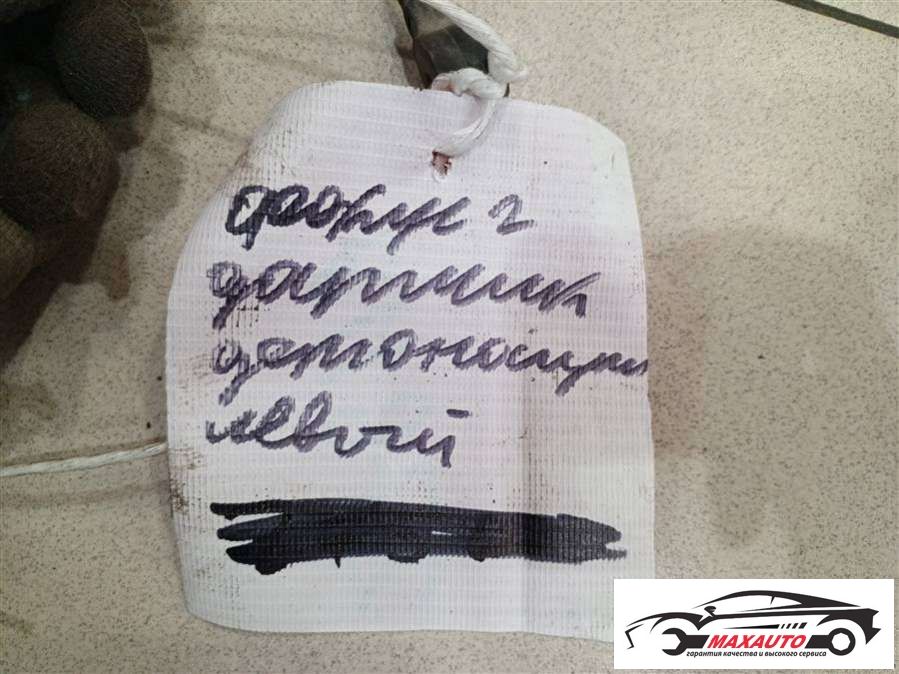 фокус 2
датчик
детонации
левый
MAXAUTO
гарантия качества и высокого сервиса